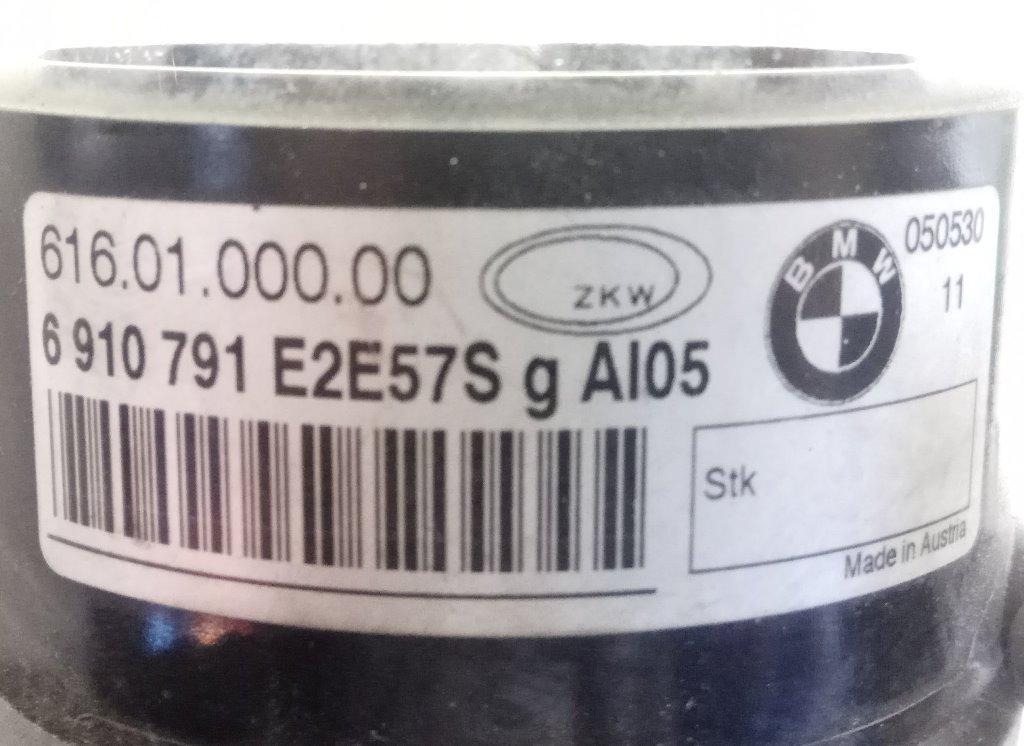 616.01.000.00
ZKW
BMW
050530
11
6 910 791 E2E57S g AI05
Stk
Made in Austria